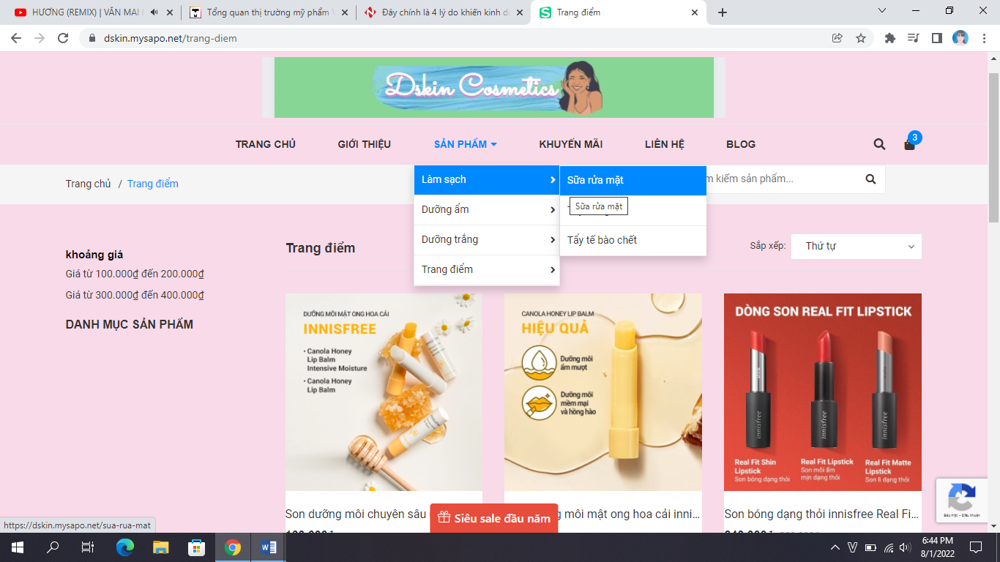 HƯƠNG (REMIX) | VĂN MAI
Tổng quan thị trường mỹ phẩm
Đây chính là 4 lý do khiến kinh
Trang điểm
dskin.mysapo.net/trang-diem
Dskin Cosmetics
TRANG CHỦ GIỚI THIỆU SẢN PHẨM KHUYẾN MÃI LIÊN HỆ BLOG 3
Trang chủ / Trang điểm
kiếm sản phẩm...
Làm sạch
Dưỡng ẩm
Dưỡng trắng
Trang điểm
Sữa rửa mặt
Sữa rửa mặt
Tẩy tế bào chết
khoảng giá
Giá từ 100.000₫ đến 200.000₫
Giá từ 300.000₫ đến 400.000₫
DANH MỤC SẢN PHẨM
Trang điểm
Sắp xếp: Thứ tự
DƯỠNG MÔI MẬT ONG HOA CẢI
INNISFREE
· Canola Honey
Lip Balm
Intensive Moisture
· Canola Honey
Lip Balm
CANOLA HONEY LIP BALM
HIỆU QUẢ
Dưỡng môi
ẩm mượt
Dưỡng môi
mềm mại
và hồng hào
DÒNG SON REAL FIT LIPSTICK
innisfree
innisfree
innisfree
Real Fit Shin
Lipstick
Son bóng dạng thỏi
Real Fit Lipstick
Son môi ẩm
mịn dạng thỏi
Real Fit Matte
Lipstick
Son lì dạng thỏi
Son dưỡng môi chuyên sâu
môi mật ong hoa cải inni...
Son bóng dạng thỏi innisfree Real Fi...
Siêu sale đầu năm
Bảo mật - Điều khoản
https://dskin.mysapo.net/sua-rua-mat
6:44 PM
8/1/2022